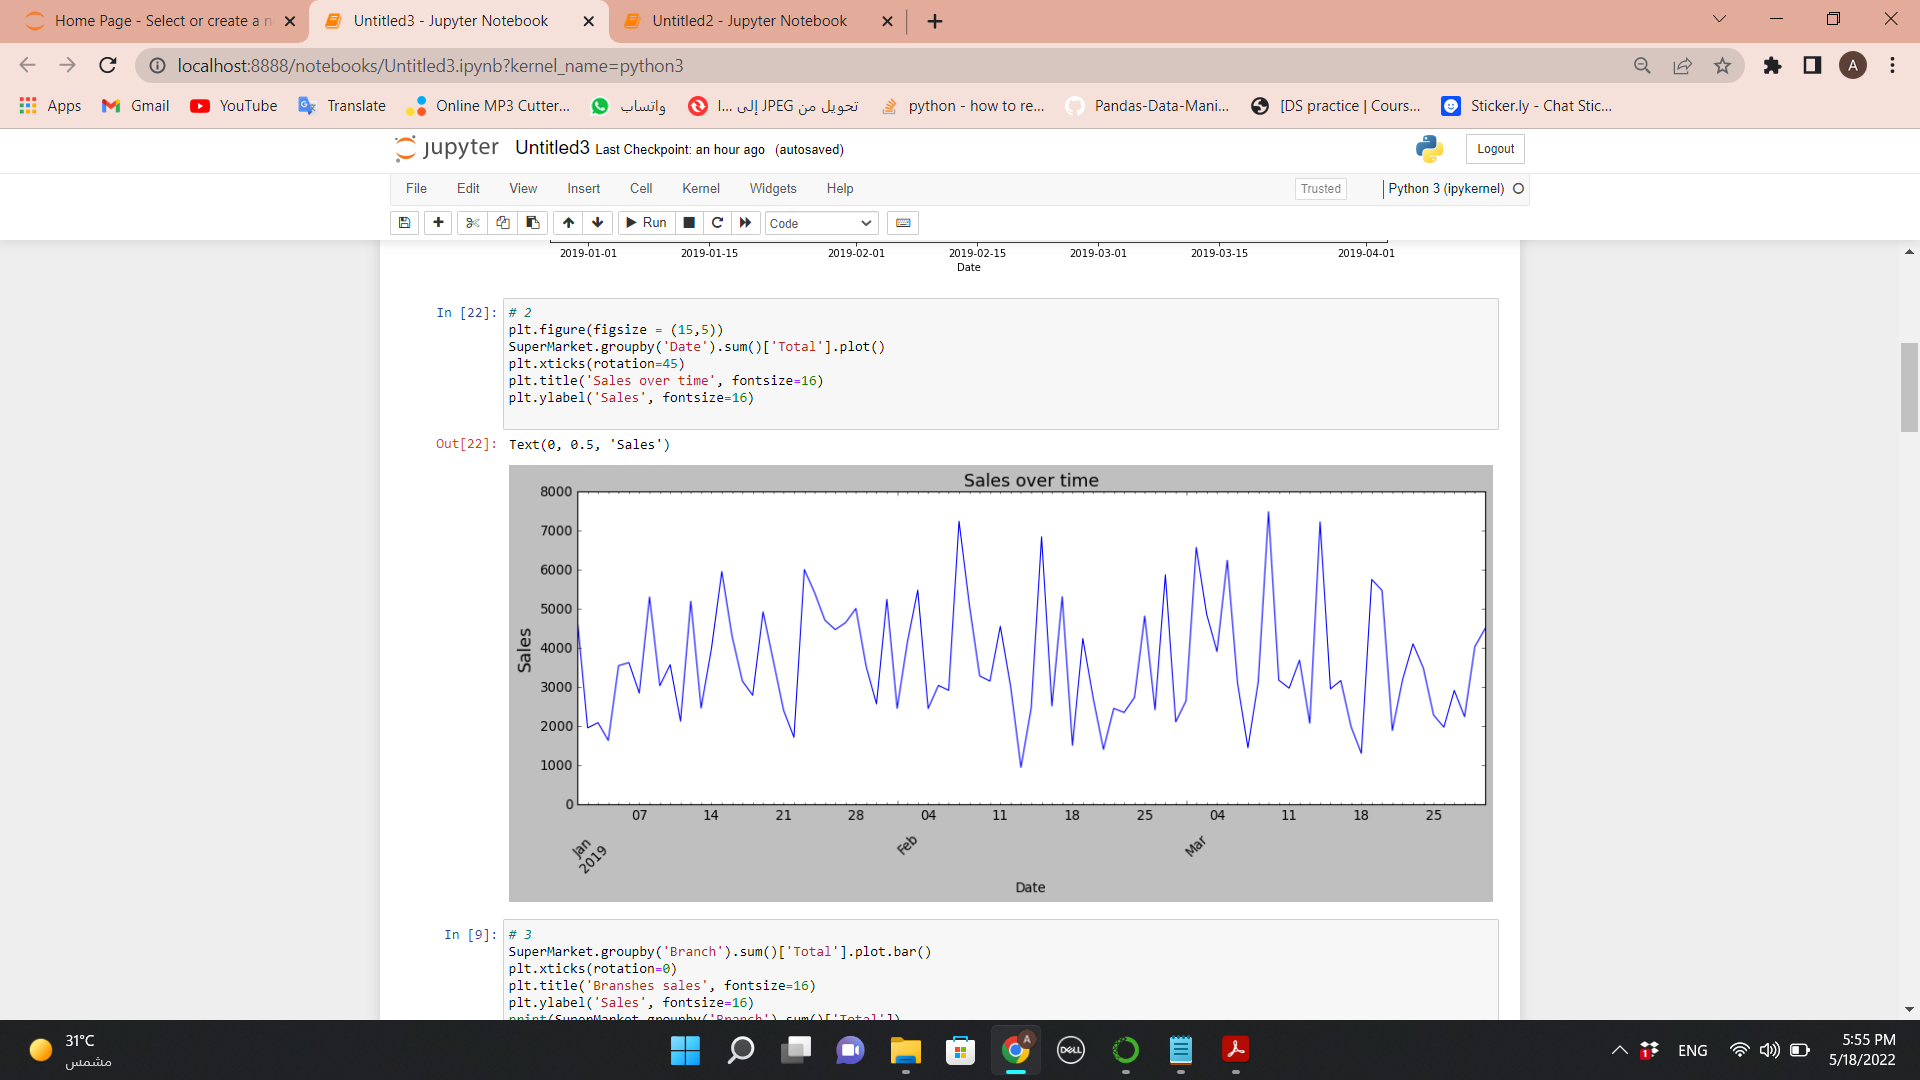 Home Page - Select or create a n
Untitled3 - Jupyter Notebook
Untitled2 - Jupyter Notebook
localhost:8888/notebooks/Untitled3.ipynb?kernel_name=python3
A
Apps
Gmail
YouTube
Translate
Online MP3 Cutter...
واتساب
تحويل من JPEG إلى I...
python - how to re...
Pandas-Data-Mani...
[DS practice | Cours...
Sticker.ly - Chat Stic...
jupyter
Untitled3 Last Checkpoint: an hour ago (autosaved)
Logout
File Edit View Insert Cell Kernel Widgets Help
Trusted
Python 3 (ipykernel)
Run
Code
2019-01-01 2019-01-15 2019-02-01 2019-02-15 2019-03-01 2019-03-15 2019-04-01
Date
In [22]: # 2
plt.figure(figsize = (15,5))
SuperMarket.groupby('Date').sum()['Total'].plot()
plt.xticks(rotation=45)
plt.title('Sales over time', fontsize=16)
plt.ylabel('Sales', fontsize=16)
Out[22]: Text(0, 0.5, 'Sales')
Sales over time
8000
7000
6000
5000
4000
3000
2000
1000
0
Sales
07 14 21 28 04 11 18 25 04 11 18 25
Jan
2019
Feb
Mar
Date
In [9]: # 3
SuperMarket.groupby('Branch').sum()['Total'].plot.bar()
plt.xticks(rotation=0)
plt.title('Branshes sales', fontsize=16)
plt.ylabel('Sales', fontsize=16)
print(SuperMarket.groupby('Branch').sum()['Total'])
31°C
مشمس
A
DELL
1
ENG
5:55 PM
5/18/2022